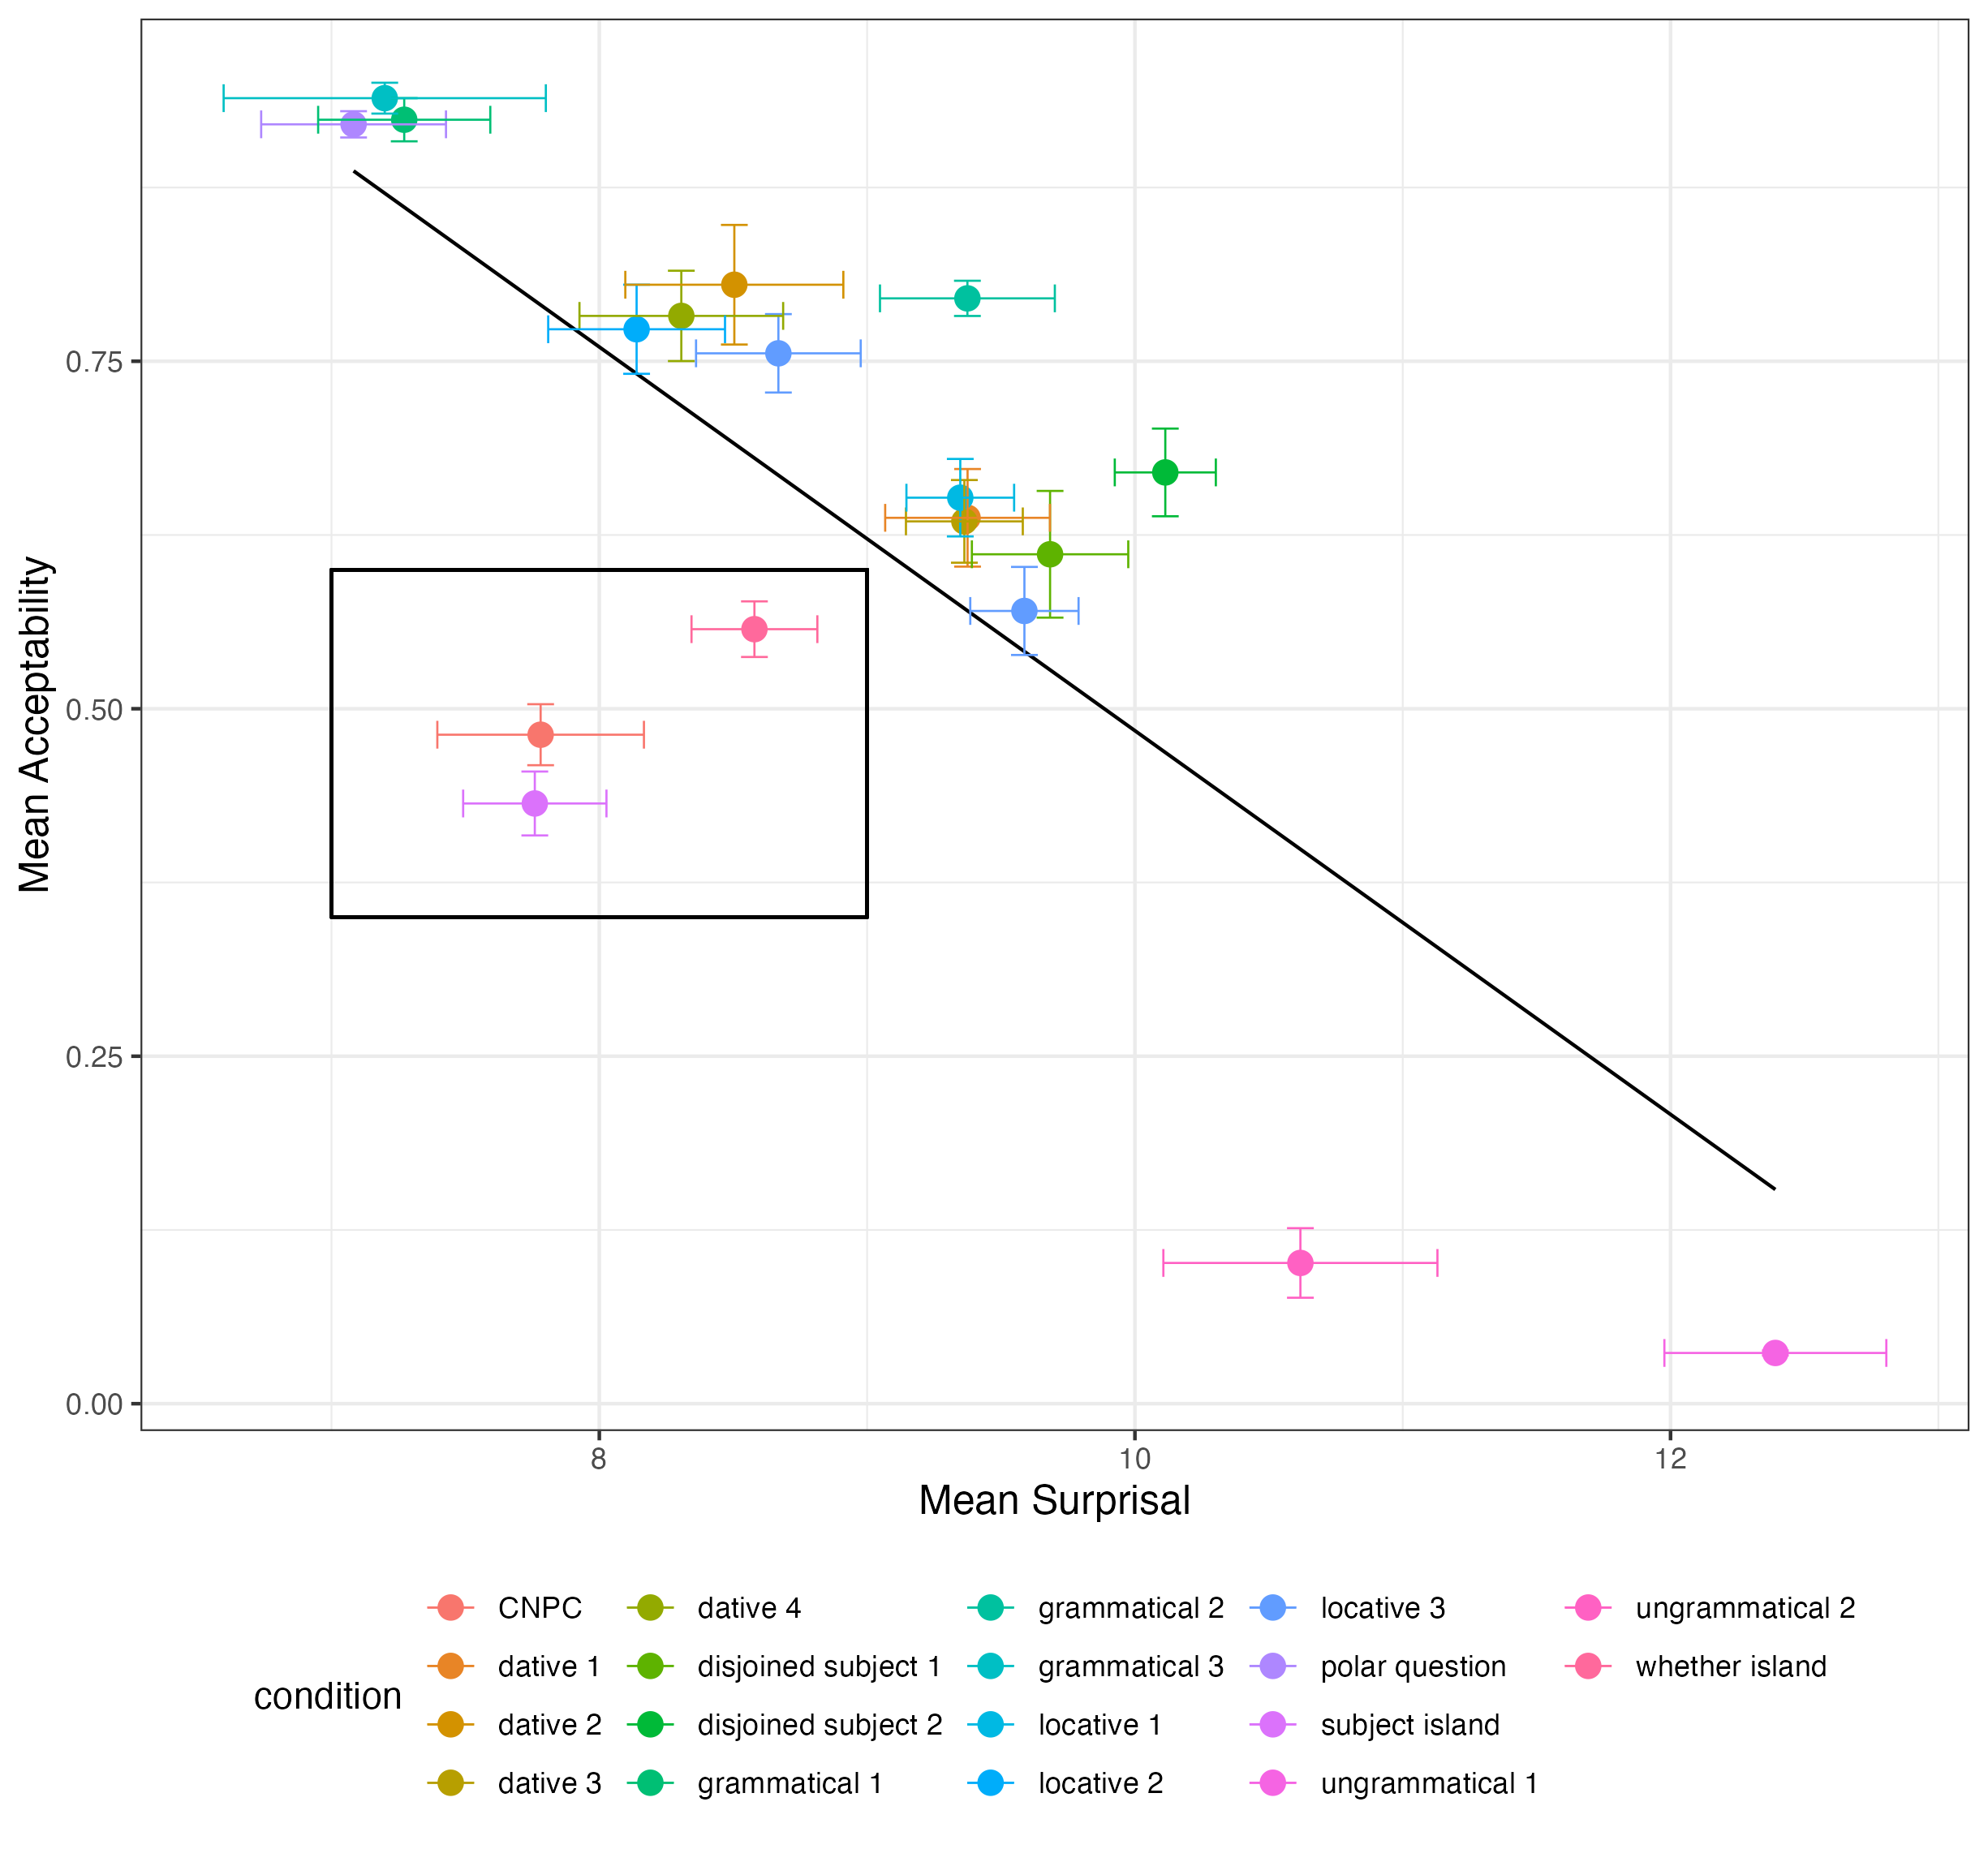 Mean Acceptability
0.75
0.50
0.25
0.00
8 10 12
Mean Surprisal
condition
CNPC dative 4 grammatical 2 locative 3 ungrammatical 2
dative 1 disjoined subject 1 grammatical 3 polar question whether island
dative 2 disjoined subject 2 locative 1 subject island
dative 3 grammatical 1 locative 2 ungrammatical 1